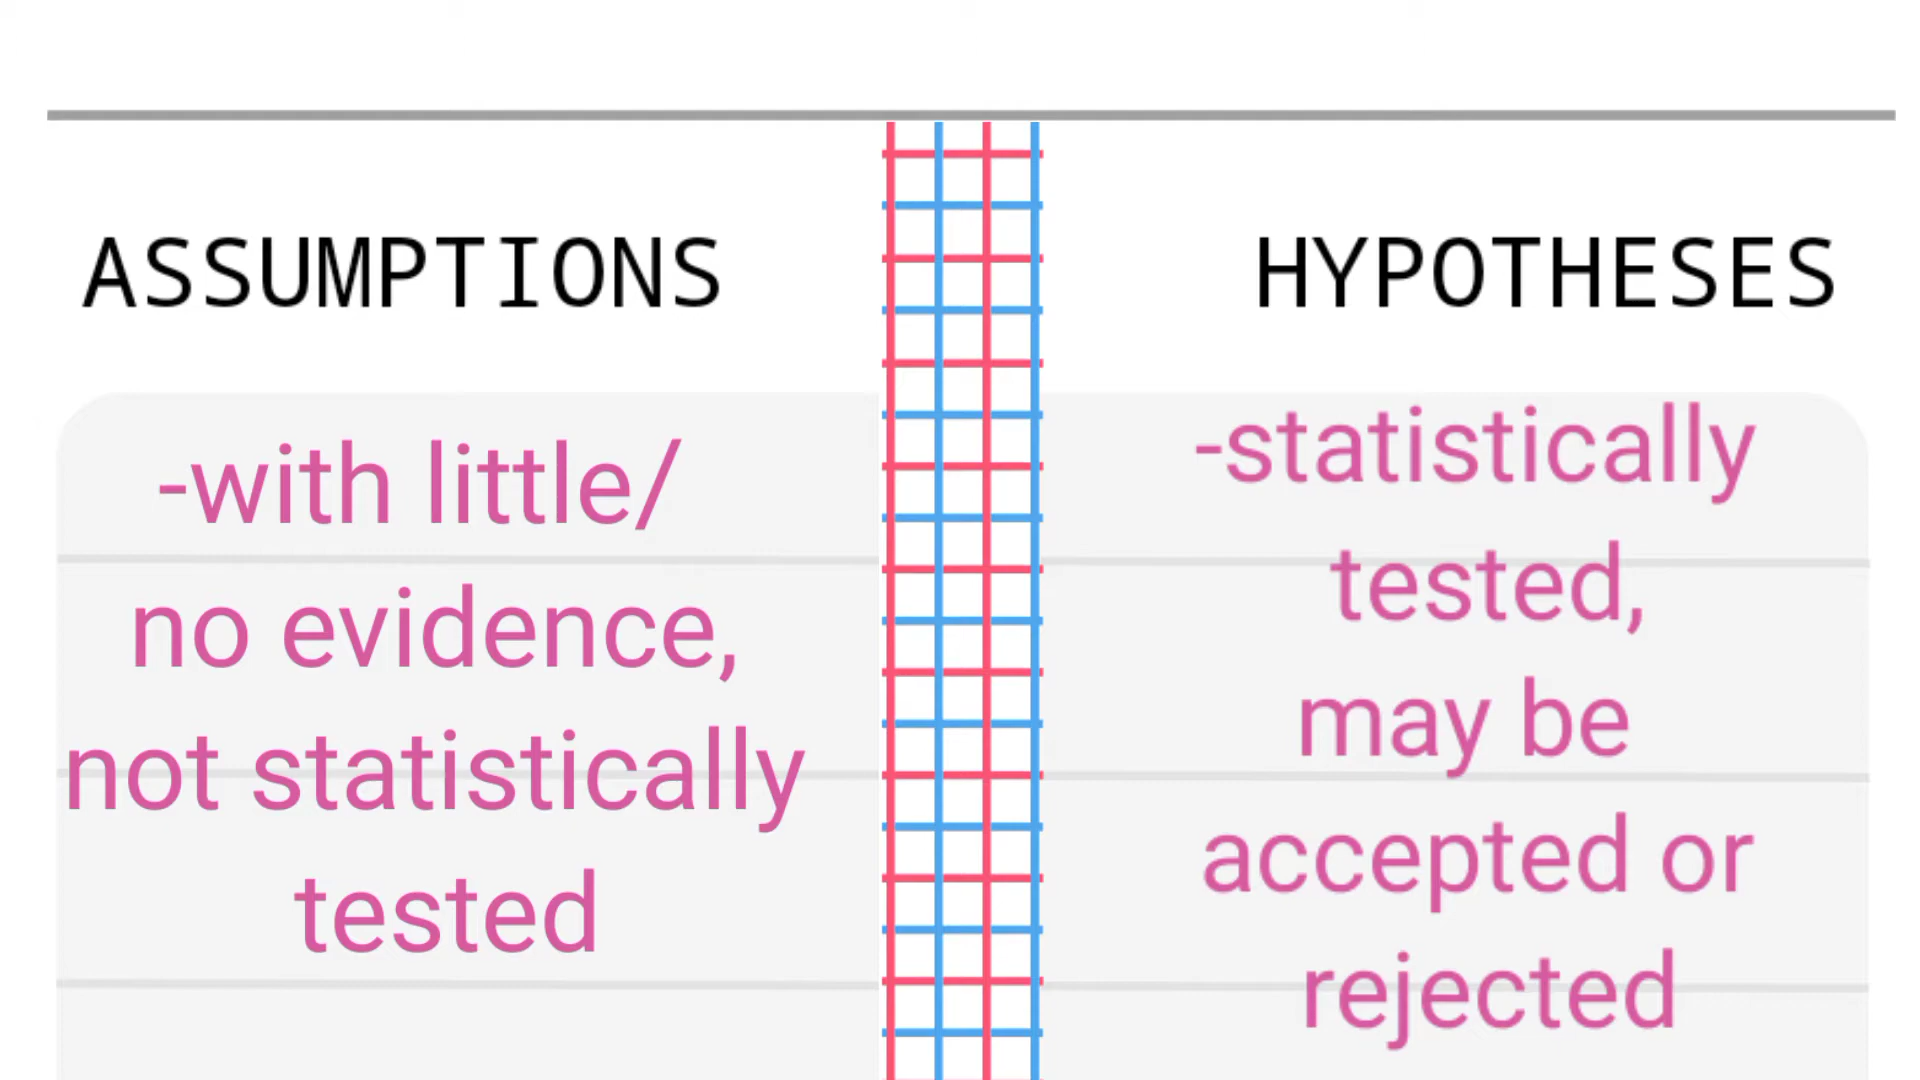 ASSUMPTIONS
-with little/
no evidence,
not statistically
tested
HYPOTHESES
-statistically
tested,
may be
accepted or
rejected